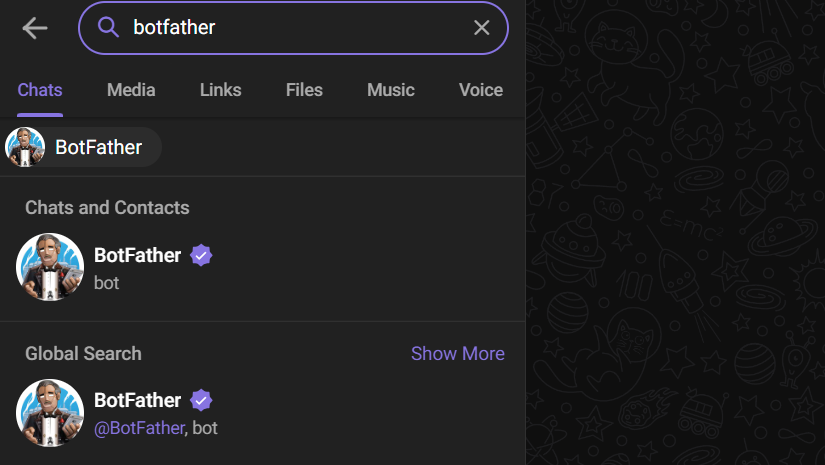 botfather
Chats Media Links Files Music Voice
BotFather
Chats and Contacts
BotFather
bot
Global Search Show More
BotFather
@BotFather, bot